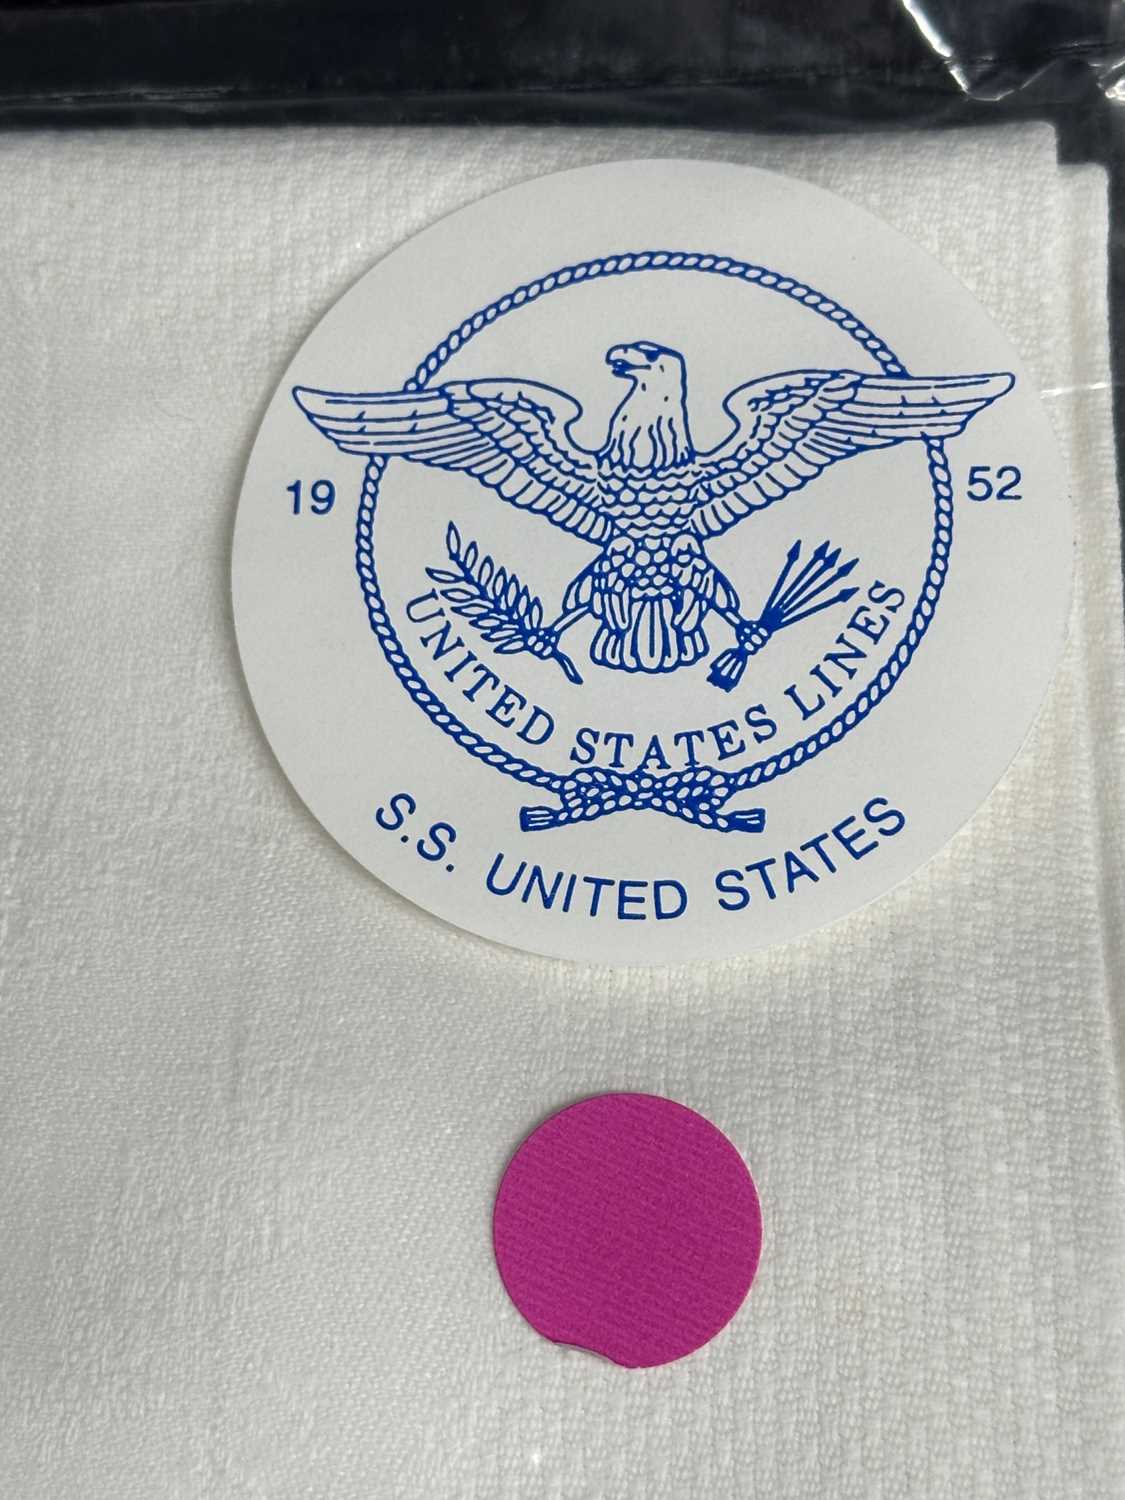 19 52
UNITED STATES LINES
S.S. UNITED STATES